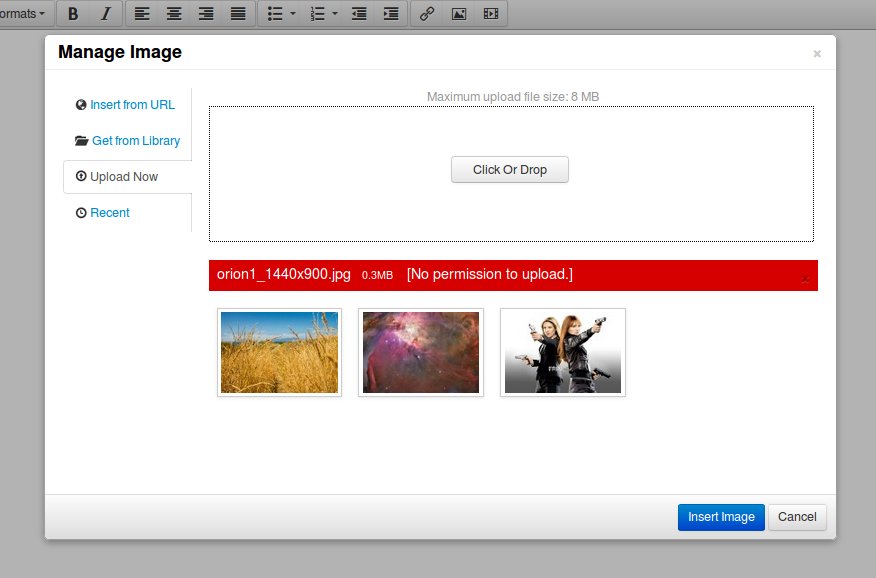 ormats
B I
Manage Image
×
Maximum upload file size: 8 MB
Insert from URL
Get from Library
Upload Now
Recent
Click Or Drop
orion1_1440x900.jpg 0.3MB [No permission to upload.]
×
Insert Image Cancel